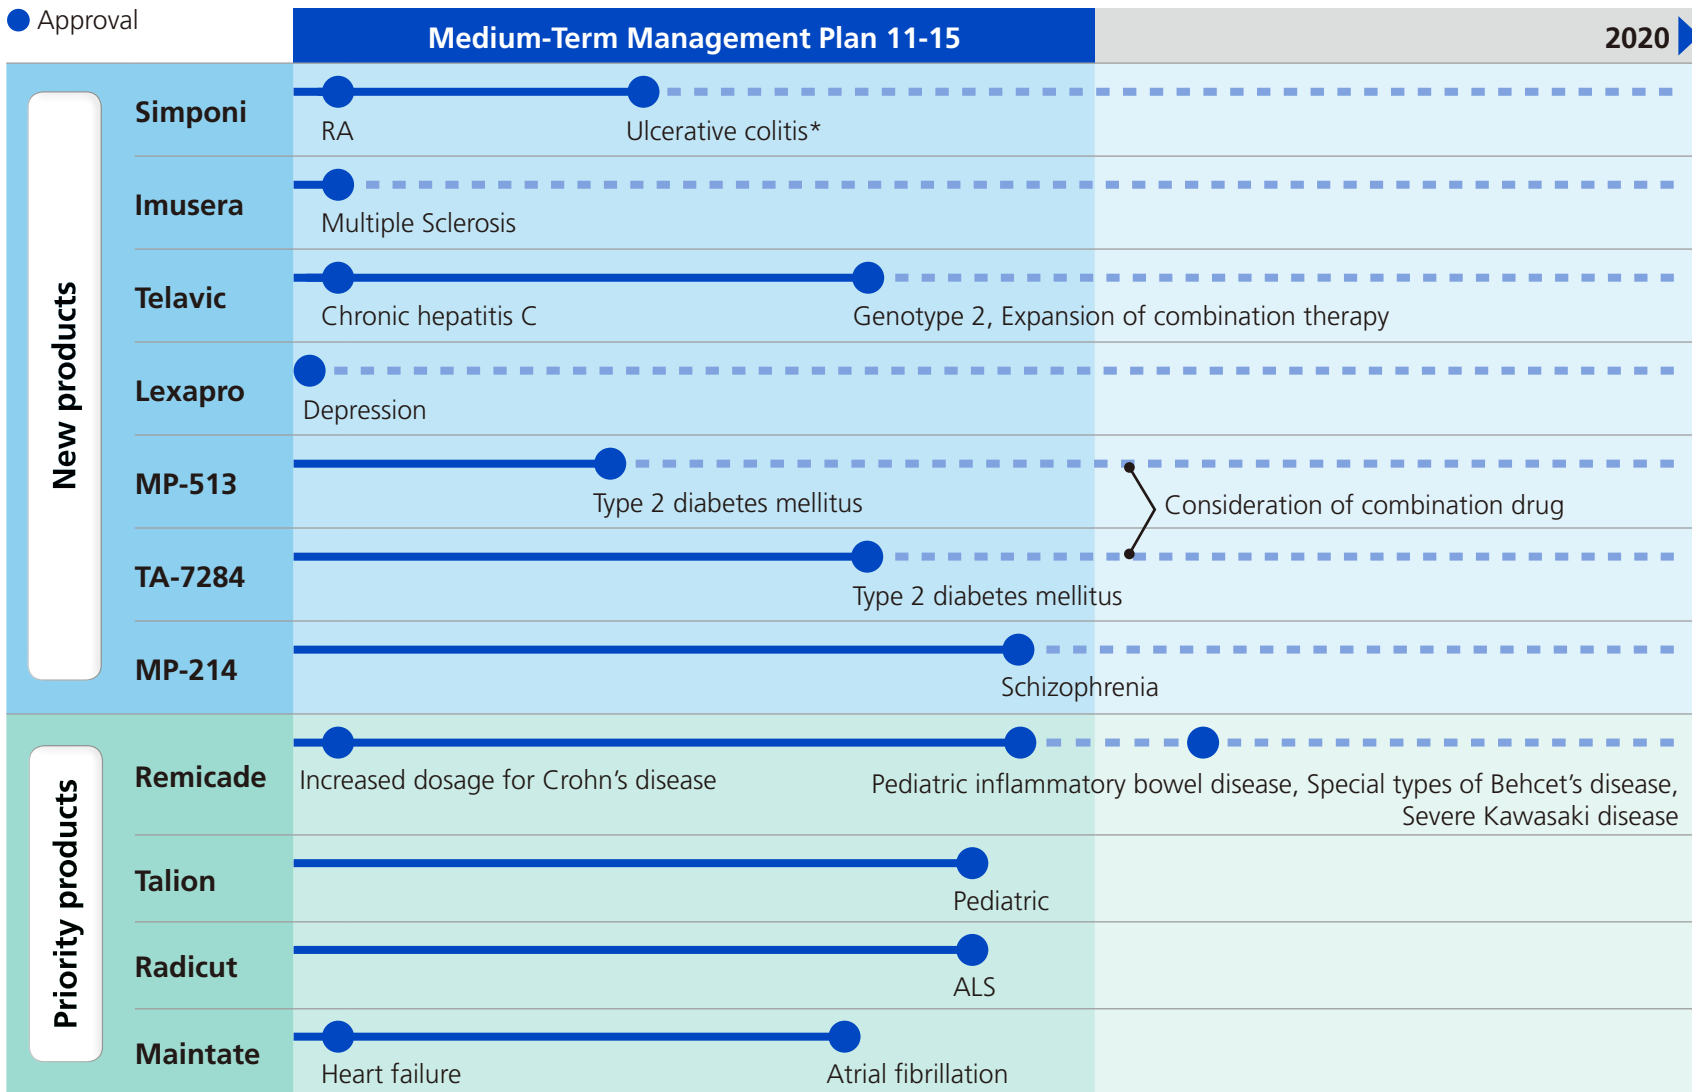 Approval
Medium-Term Management Plan 11-15
2020
New products
Simponi
RA
Ulcerative colitis*
Imusera
Multiple Sclerosis
Telavic
Chronic hepatitis C
Genotype 2, Expansion of combination therapy
Lexapro
Depression
MP-513
Type 2 diabetes mellitus
Consideration of combination drug
TA-7284
Type 2 diabetes mellitus
MP-214
Schizophrenia
Priority products
Remicade
Increased dosage for Crohn’s disease
Pediatric inflammatory bowel disease, Special types of Behcet’s disease,
Severe Kawasaki disease
Talion
Pediatric
Radicut
ALS
Maintate
Heart failure
Atrial fibrillation